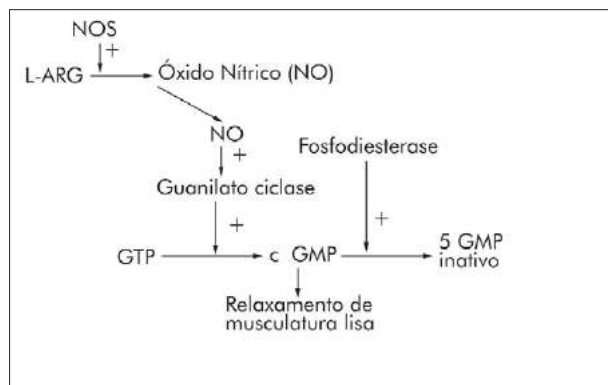 NOS
+
L-ARG Óxido Nítrico (NO)
NO
+
Fosfodiesterase
Guanilato ciclase
+
+
GTP c GMP 5 GMP
inativo
Relaxamento de
musculatura lisa